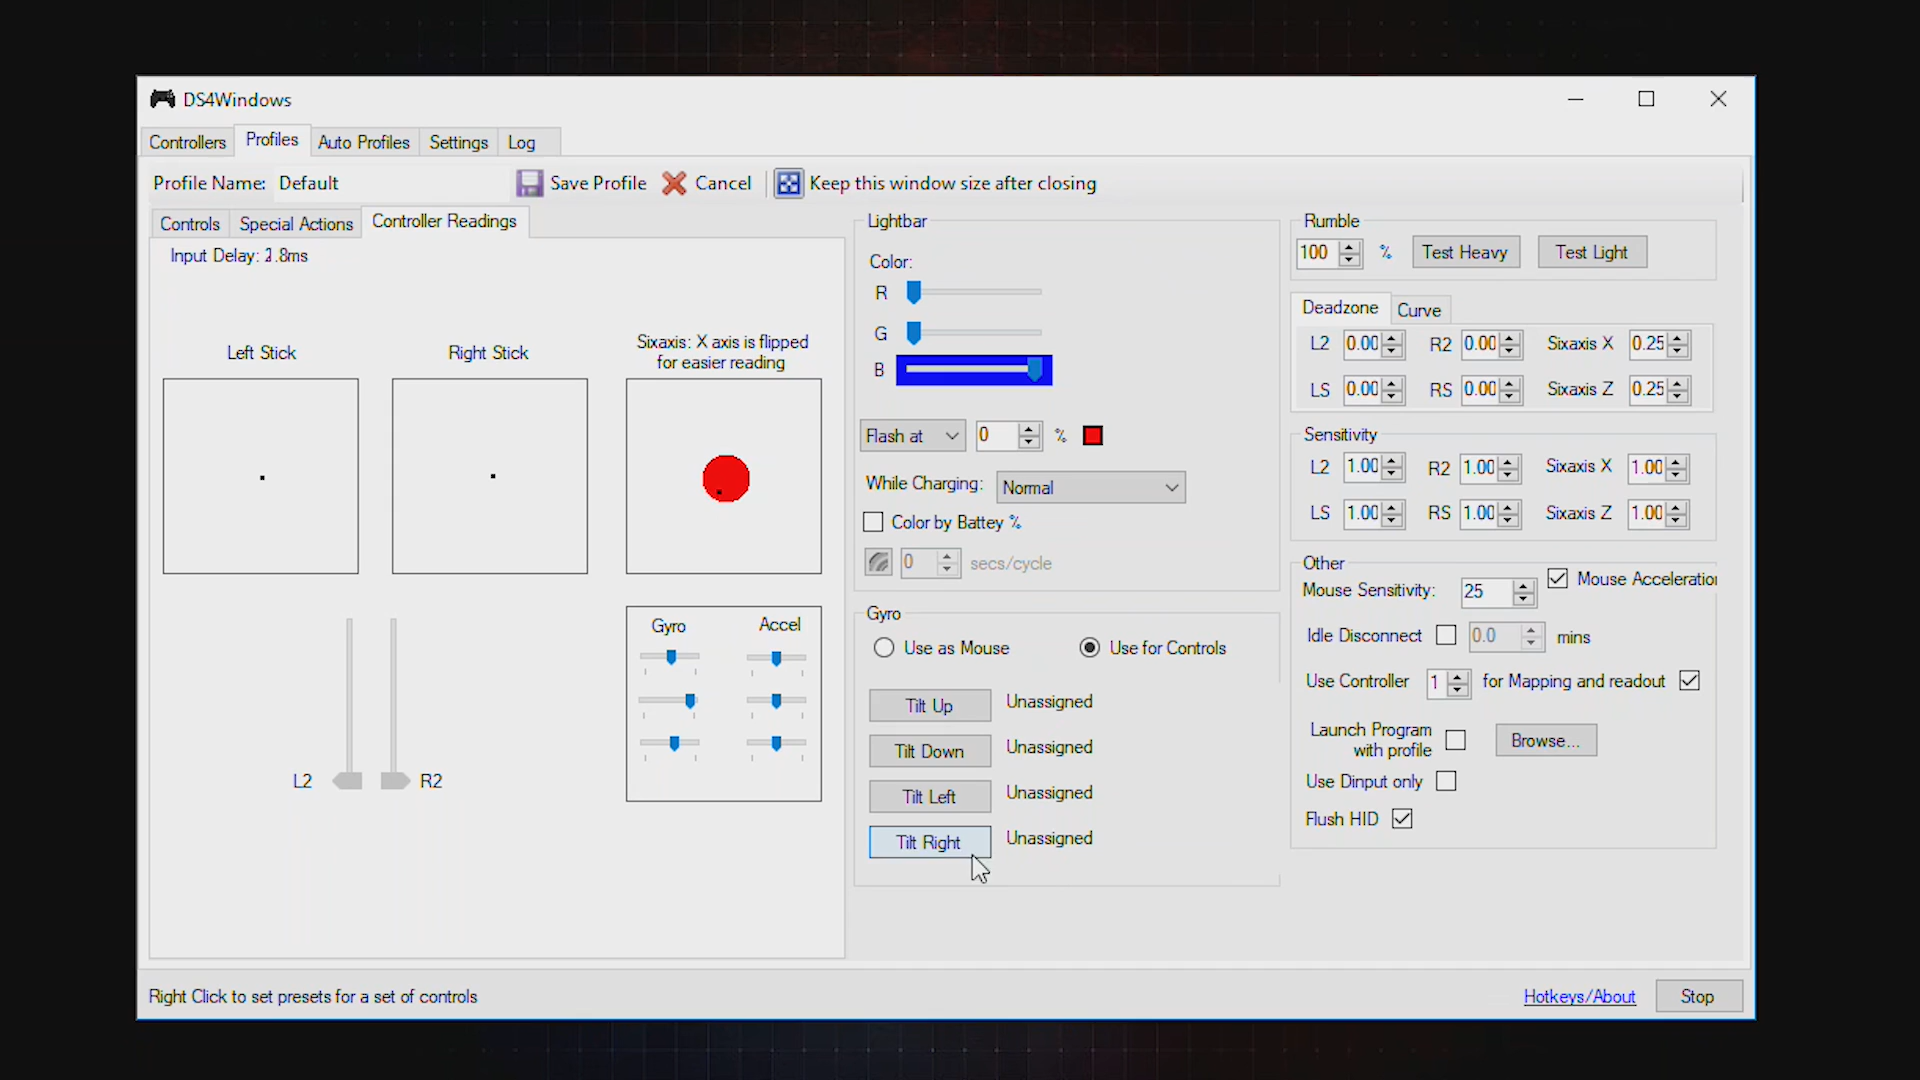 DS4Windows
Controllers Profiles Auto Profiles Settings Log
Profile Name: Default Save Profile Cancel Keep this window size after closing
Controls Special Actions Controller Readings
Input Delay: .8ms
Left Stick
Right Stick
Sixaxis: X axis is flipped
for easier reading
L2
R2
Gyro Accel
Lightbar
Color:
R
G
B
Flash at 0 %
While Charging: Normal
Color by Battey %
0 secs/cycle
Gyro
Use as Mouse Use for Controls
Tilt Up Unassigned
Tilt Down Unassigned
Tilt Left Unassigned
Tilt Right Unassigned
Rumble
100 % Test Heavy Test Light
Deadzone Curve
L2 0.00 R2 0.00 Sixaxis X 0.25
LS 0.00 RS 0.00 Sixaxis Z 0.25
Sensitivity
L2 1.00 R2 1.00 Sixaxis X 1.00
LS 1.00 RS 1.00 Sixaxis Z 1.00
Other
Mouse Sensitivity: 25 Mouse Acceleration
Idle Disconnect 0.0 mins
Use Controller 1 for Mapping and readout
Launch Program
with profile Browse...
Use Dinput only
Flush HID
Right Click to set presets for a set of controls
Hotkeys/About Stop